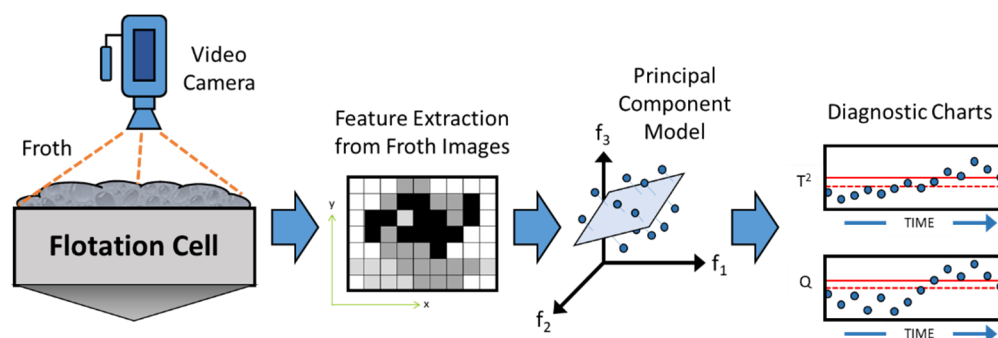 Video
Camera
Froth
Flotation Cell
Feature Extraction
from Froth Images
y
x
Principal
Component
Model
f3
f1
f2
Diagnostic Charts
T²
TIME
Q
TIME